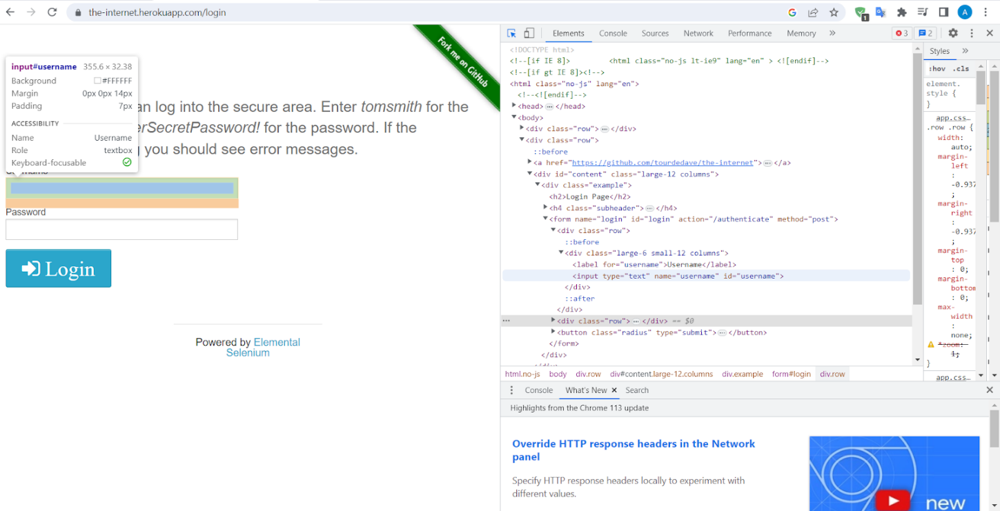 the-internet.herokuapp.com/login
1
A
Fork me on GitHub
input#username 355.6 × 32.38
Background #FFFFFF
Margin 0px 0px 14px
Padding 7px
ACCESSIBILITY
Name Username
Role textbox
Keyboard-focusable
an log into the secure area. Enter tomsmith for the
erSecretPassword! for the password. If the
you should see error messages.
Password
Login
Powered by Elemental
Selenium
Elements Console Sources Network Performance Memory » 3 2
<!DOCTYPE html>
<!--[if IE 8]> <html class="no-js lt-ie9" lang="en" > <![endif]-->
<!--[if gt IE 8]><!-->
<html class="no-js" lang="en">
<!--<![endif]-->
<head> … </head>
<body>
<div class="row"> … </div>
<div class="row">
::before
<a href="https://github.com/tourdedave/the-internet"> … </a>
<div id="content" class="large-12 columns">
<div class="example">
<h2>Login Page</h2>
<h4 class="subheader"> … </h4>
<form name="login" id="login" action="/authenticate" method="post">
<div class="row">
::before
<div class="large-6 small-12 columns">
<label for="username">Username</label>
<input type="text" name="username" id="username">
</div>
::after
</div>
… <div class="row"> … </div> == $0
<button class="radius" type="submit"> … </button>
</form>
</div>
</div>
html.no-js body div.row div#content.large-12.columns div.example form#login div.row
Styles »
:hov .cls
element.
style {
}
app.css…
.row .row {
width:
auto;
margin-
left
:
-0.937
;
margin-
right
:
-0.937
;
margin-
top
: 0;
margin-
bottom
: 0;
max-
width
:
none;
*zoom:
1;
}
app.css…
Console What's New Search
Highlights from the Chrome 113 update
Override HTTP response headers in the Network
panel
Specify HTTP response headers locally to experiment with
different values.
new